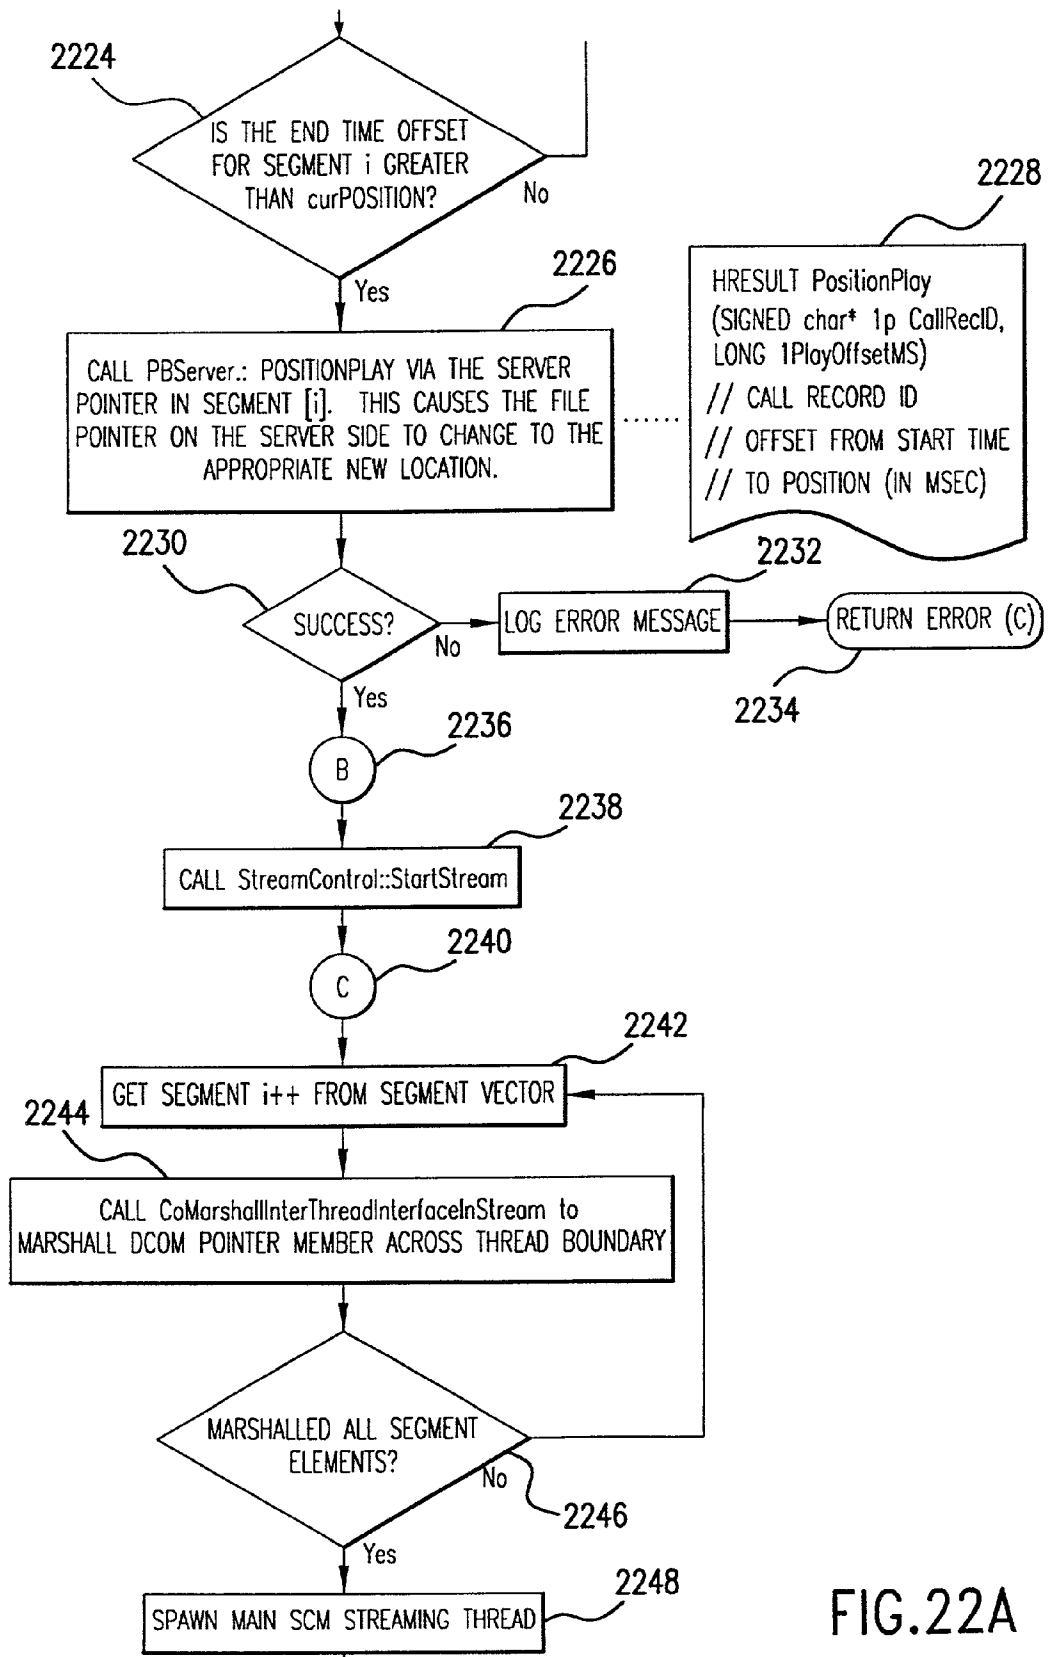 2224
IS THE END TIME OFFSET
FOR SEGMENT i GREATER
THAN curPOSITION?
No
Yes
2226
CALL PBServer.: POSITIONPLAY VIA THE SERVER
POINTER IN SEGMENT [i]. THIS CAUSES THE FILE
POINTER ON THE SERVER SIDE TO CHANGE TO THE
APPROPRIATE NEW LOCATION.
2228
HRESULT PositionPlay
(SIGNED char* 1p CallRecID,
LONG 1PlayOffsetMS)
// CALL RECORD ID
// OFFSET FROM START TIME
// TO POSITION (IN MSEC)
2230
SUCCESS?
No
Yes
2232
LOG ERROR MESSAGE
RETURN ERROR (C)
2234
2236
B
2238
CALL StreamControl::StartStream
2240
C
2242
GET SEGMENT i++ FROM SEGMENT VECTOR
2244
CALL CoMarshallInterThreadInterfaceInStream to
MARSHALL DCOM POINTER MEMBER ACROSS THREAD BOUNDARY
MARSHALLED ALL SEGMENT
ELEMENTS?
No
2246
Yes
2248
SPAWN MAIN SCM STREAMING THREAD
FIG.22A